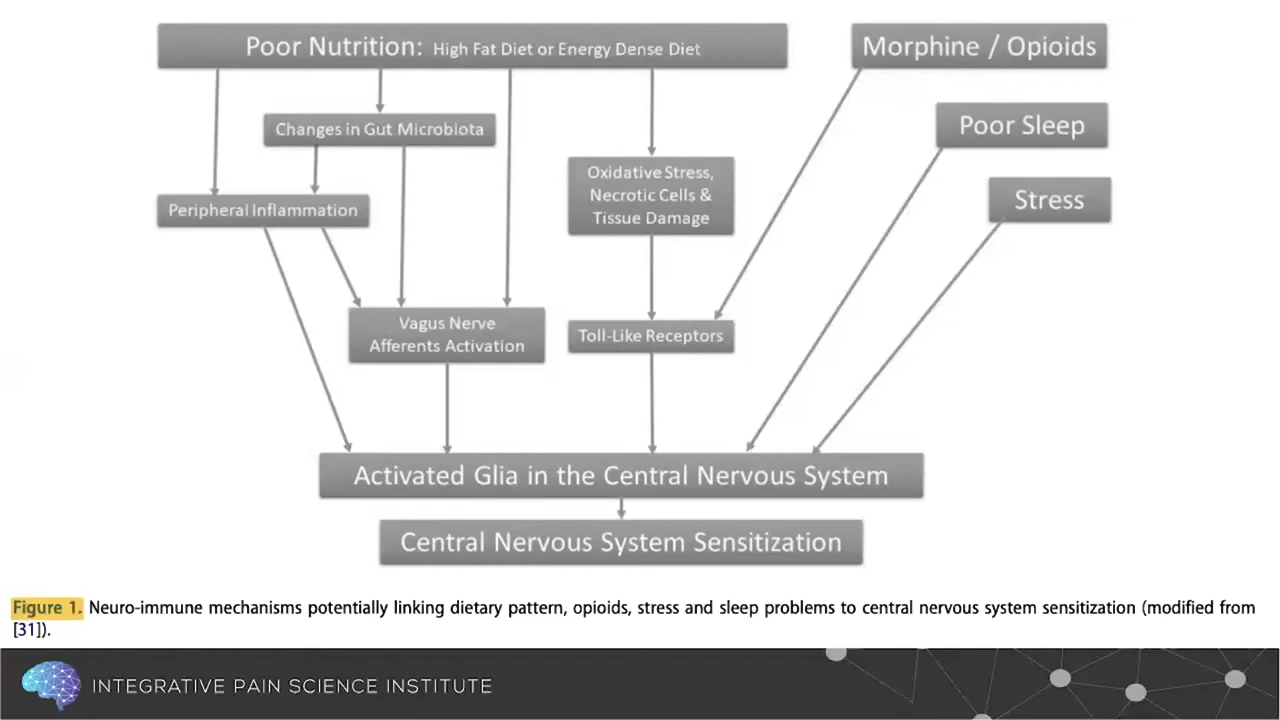 Poor Nutrition: High Fat Diet or Energy Dense Diet
Morphine / Opioids
Changes in Gut Microbiota
Poor Sleep
Oxidative Stress,
Necrotic Cells &
Tissue Damage
Peripheral Inflammation
Stress
Vagus Nerve
Afferents Activation
Toll-Like Receptors
Activated Glia in the Central Nervous System
Central Nervous System Sensitization
Figure 1. Neuro-immune mechanisms potentially linking dietary pattern, opioids, stress and sleep problems to central nervous system sensitization (modified from
[31]).
INTEGRATIVE PAIN SCIENCE INSTITUTE